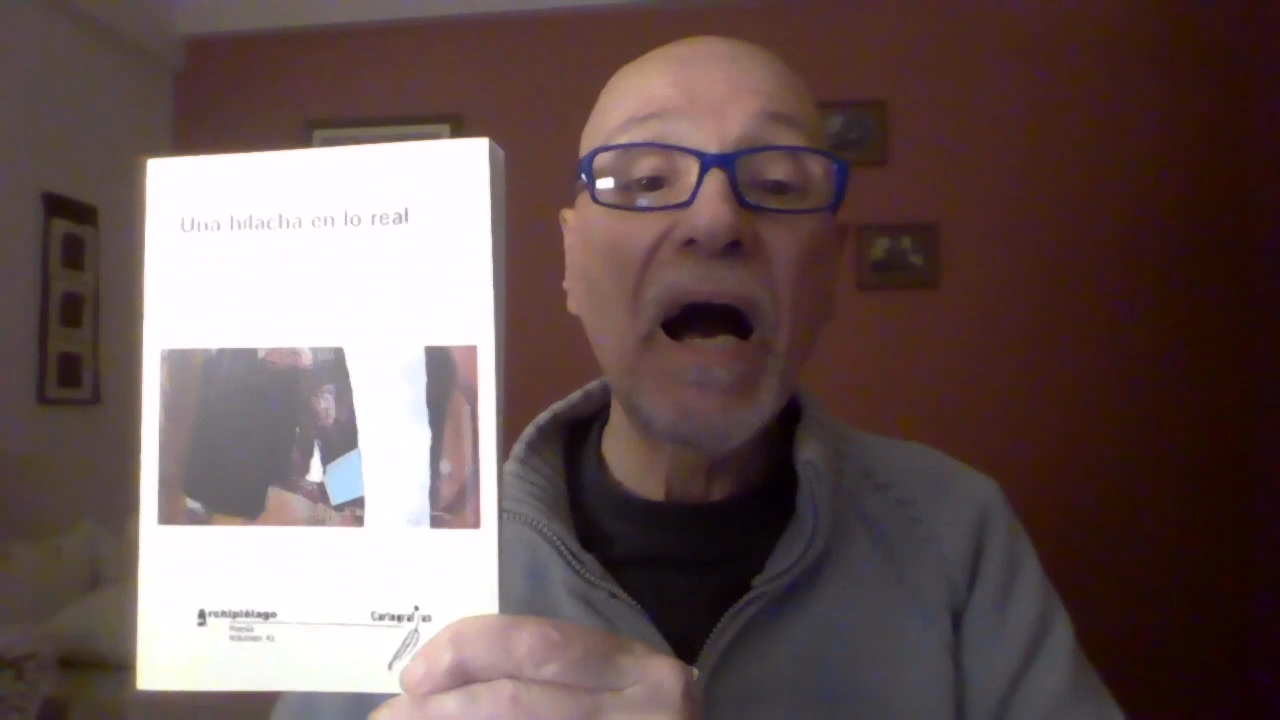 Una hilacha en lo real
Archipiélago
Cartografías
Poesía
Volumen 41